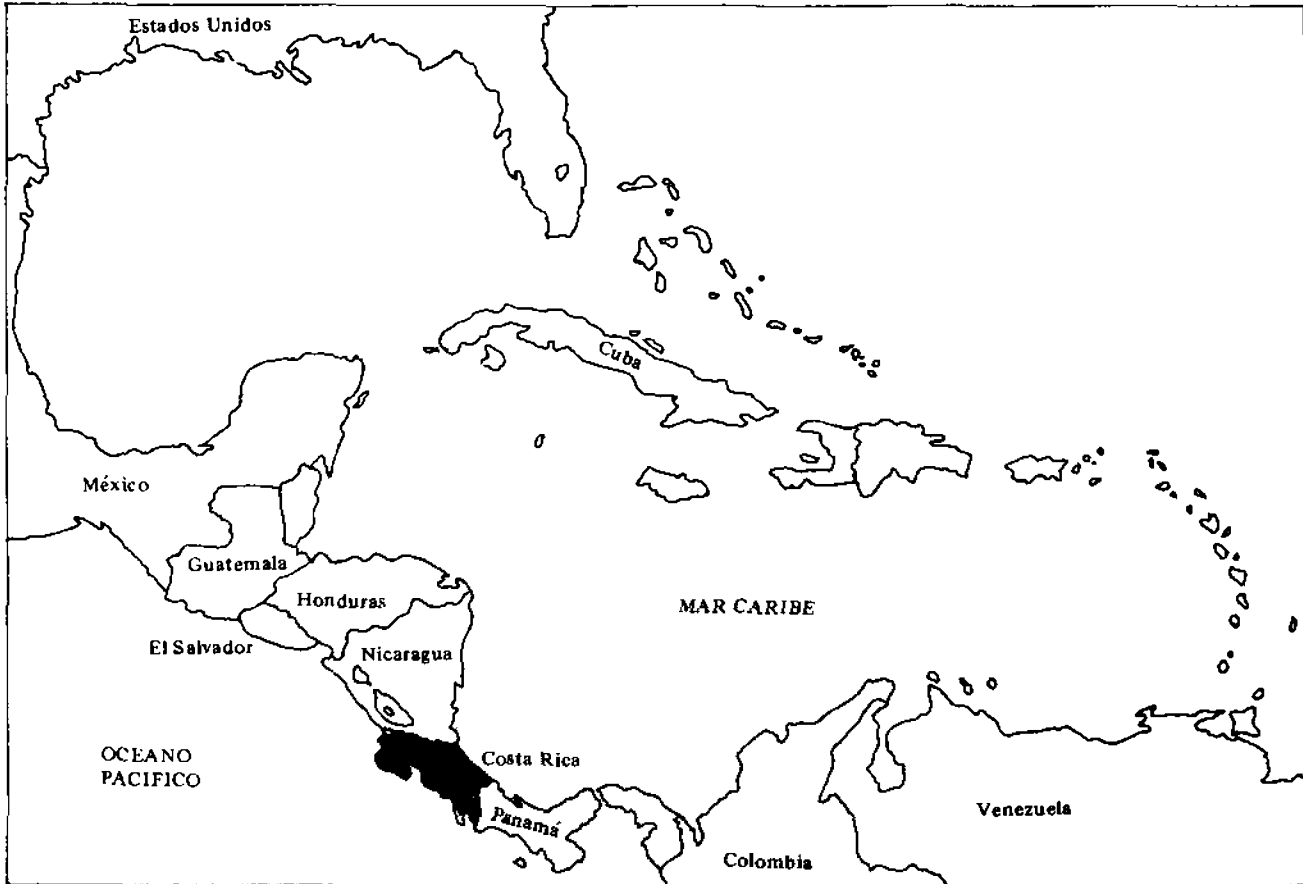 Estados Unidos
Cuba
México
Guatemala
Honduras
MAR CARIBE
El Salvador
Nicaragua
OCEANO
PACIFICO
Costa Rica
Panamá
Venezuela
Colombia